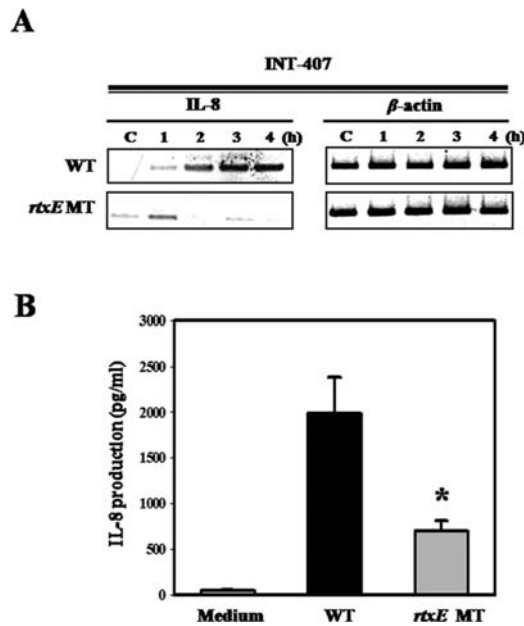 A
INT-407
IL-8 β-actin
C 1 2 3 4 (h) C 1 2 3 4 (h)
WT
rtxE MT
B
3000
2500
2000
1500
1000
500
0
IL-8 production (pg/ml)
*
Medium WT rtxE MT